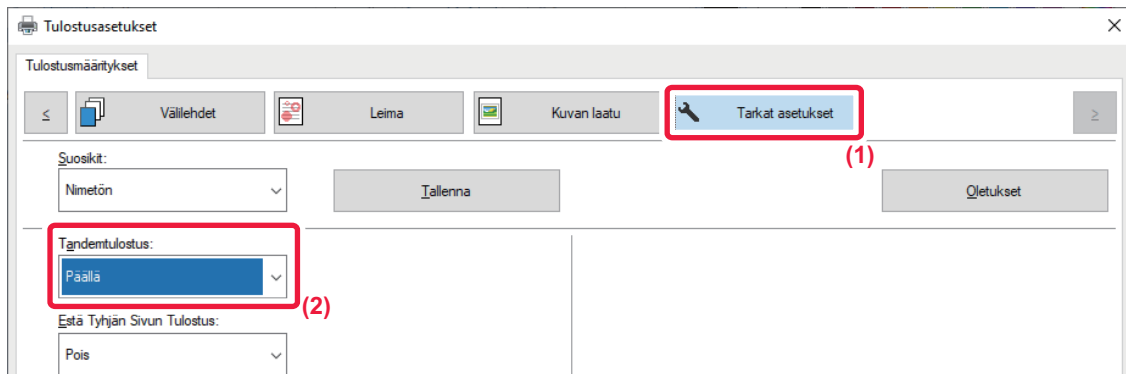 Tulostusasetukset
Tulostusmääritykset
< Välilehdet Leima Kuvan laatu Tarkat asetukset >
(1)
Suosikit:
Nimetön Tallenna Oletukset
Tandemtulostus:
Päällä
(2)
Estä Tyhjän Sivun Tulostus:
Pois